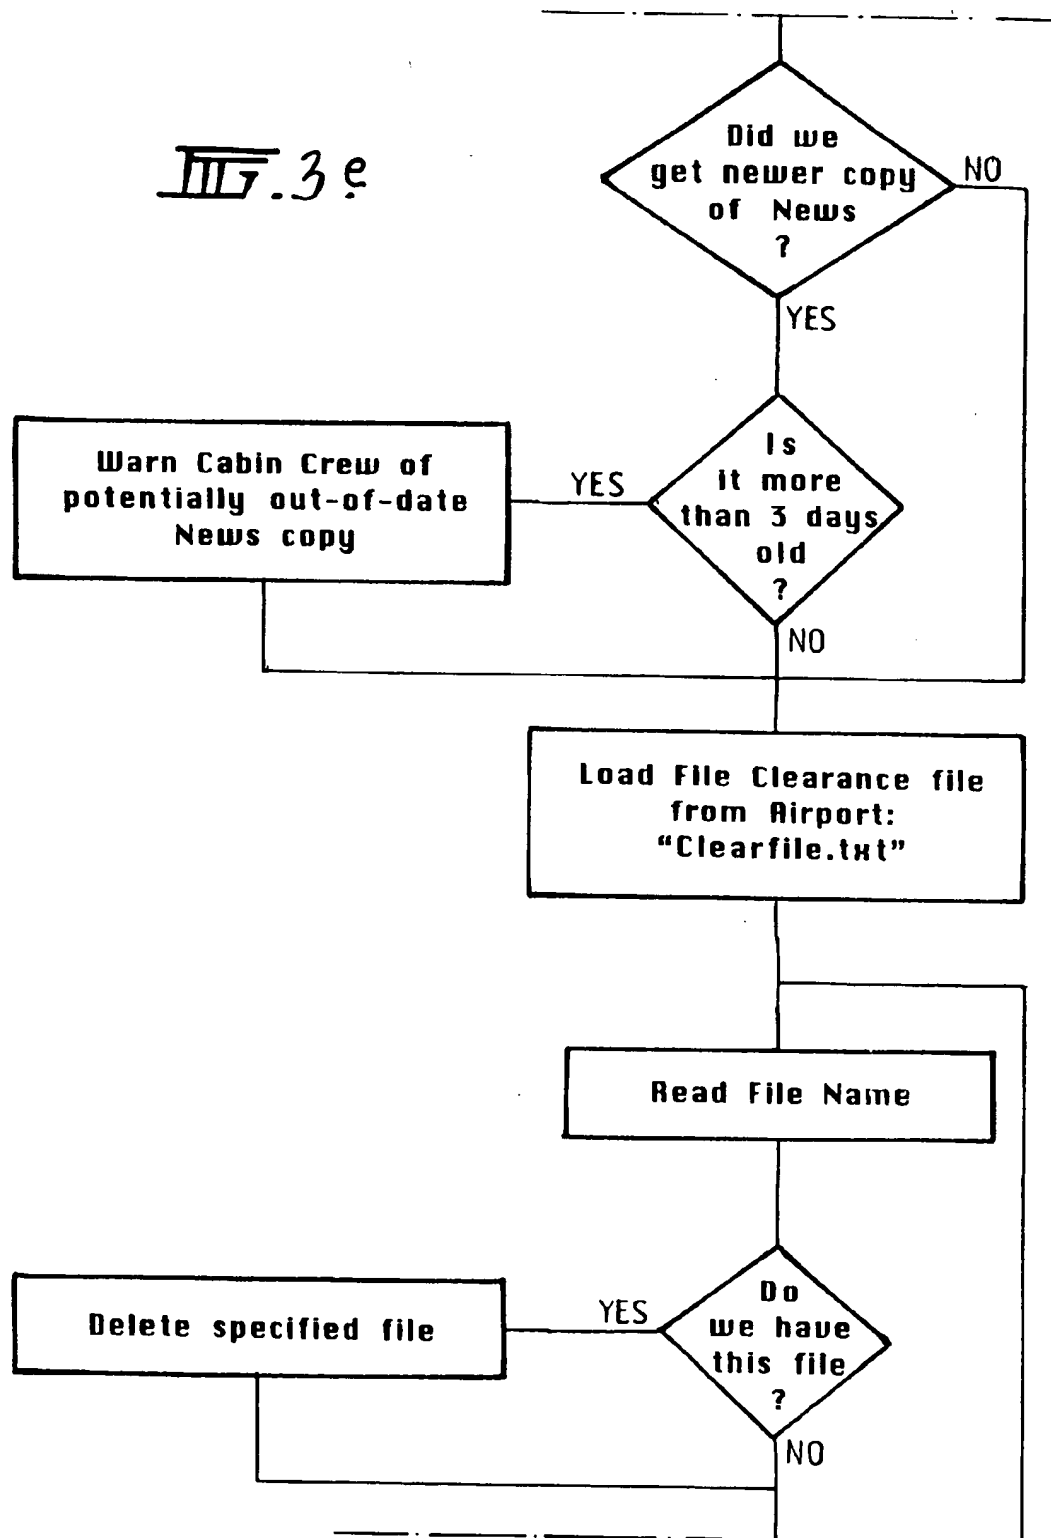 FIG. 3e
Did we
get newer copy
of News
?
NO
YES
Is
it more
than 3 days
old
?
YES
NO
Warn Cabin Crew of
potentially out-of-date
News copy
Load File Clearance file
from Airport:
“Clearfile.txt”
Read File Name
Do
we have
this file
?
YES
NO
Delete specified file